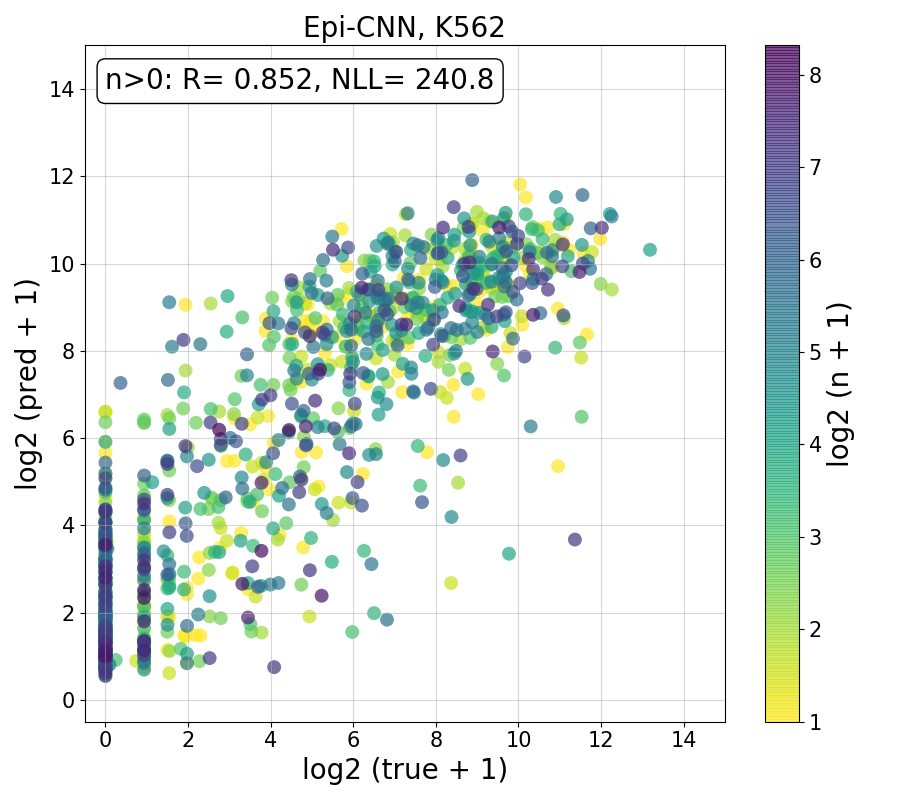 Epi-CNN, K562
n>0: R= 0.852, NLL= 240.8
log2 (pred + 1)
14
12
10
8
6
4
2
0
0 2 4 6 8 10 12 14
log2 (true + 1)
8
7
6
5
4
3
2
1
log2 (n + 1)